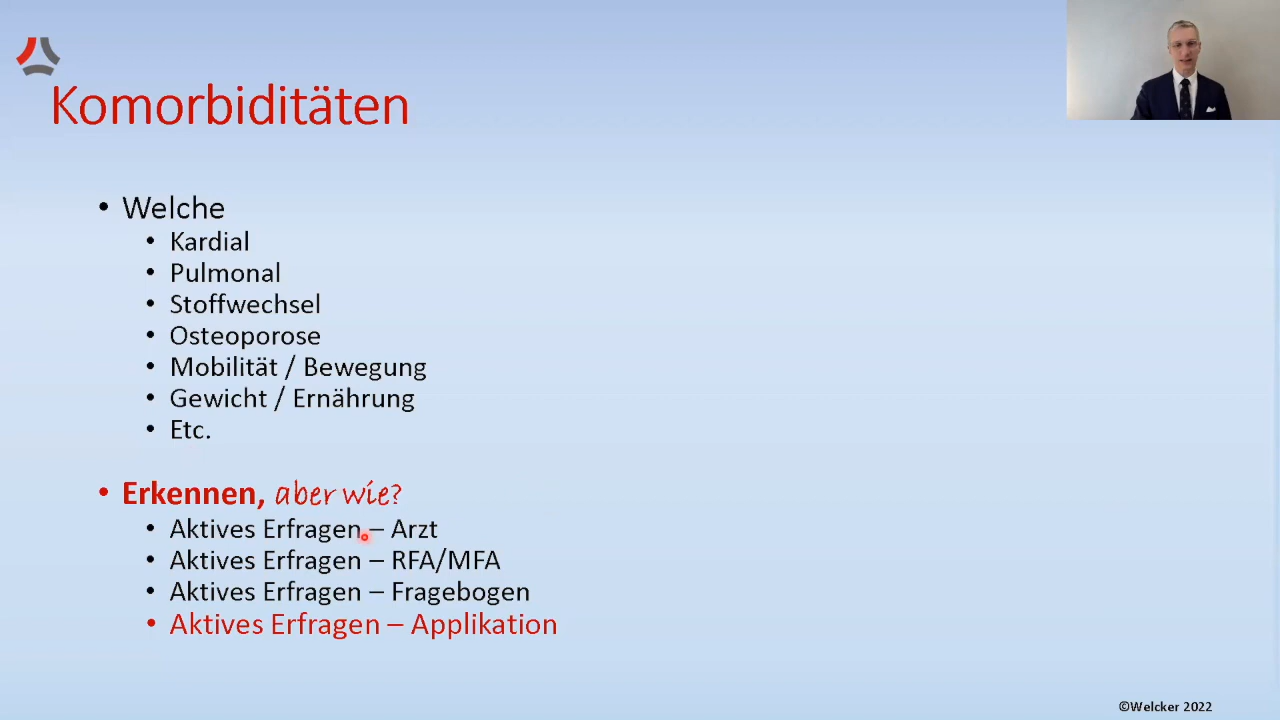 Komorbiditäten
• Welche
• Kardial
• Pulmonal
• Stoffwechsel
• Osteoporose
• Mobilität / Bewegung
• Gewicht / Ernährung
• Etc.
• Erkennen, aber wie?
• Aktives Erfragen – Arzt
• Aktives Erfragen – RFA/MFA
• Aktives Erfragen – Fragebogen
• Aktives Erfragen – Applikation
©Welcker 2022